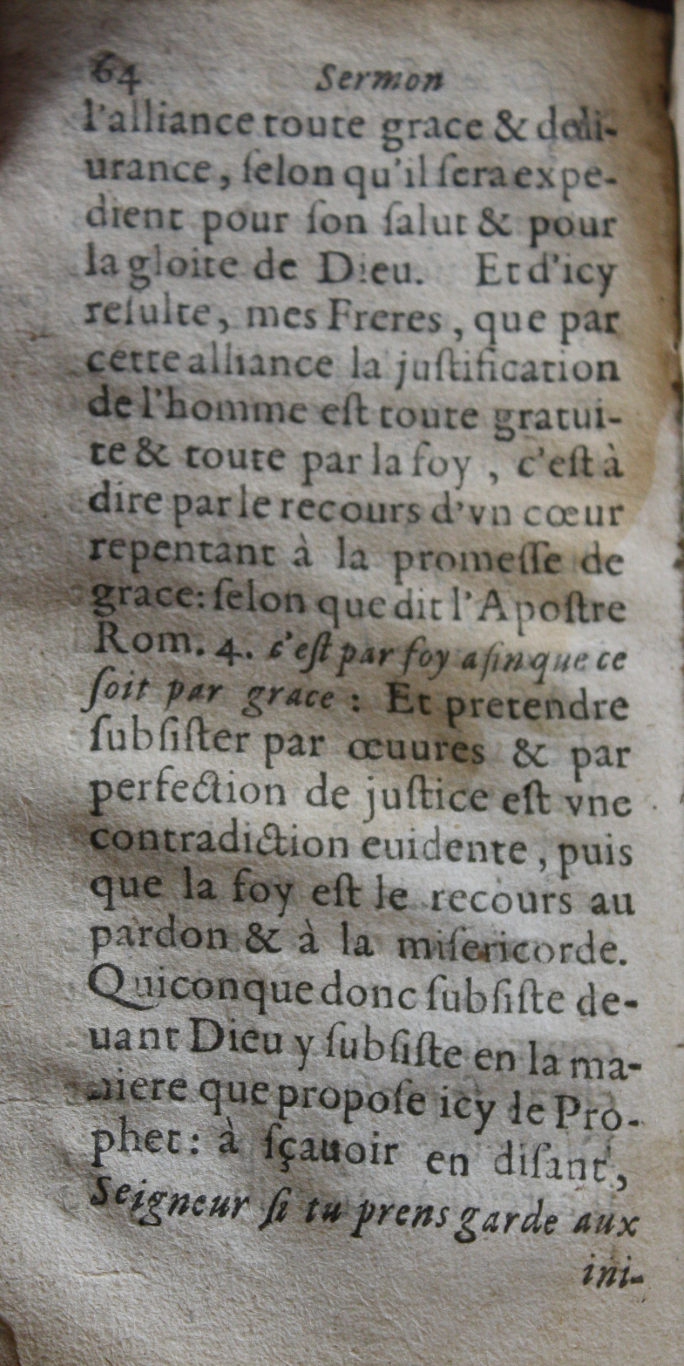 64 Sermon
l'alliance toute grace & deli-
urance, ſelon qu'il ſera expe-
dient pour ſon ſalut & pour
la gloite de Dieu. Et d'icy
reſulte, mes Freres, que par
cette alliance la juſtification
de l'homme eſt toute gratui-
te & toute par la foy, c'eſt à
dire par le recours d'vn cœur
repentant à la promeſſe de
grace: ſelon que dit l'Apoſtre
Rom. 4. c'eſt par foy afin que ce
ſoit par grace: Et pretendre
ſubſiſter par œuures & par
perfection de juſtice eſt vne
contradiction euidente, puis
que la foy eſt le recours au
pardon & à la miſericorde.
Quiconque donc ſubſiſte de-
uant Dieu y ſubſiſte en la ma-
niere que propoſe icy le Pro-
phet: à ſçauoir en diſant,
Seigneur ſi tu prens garde aux
ini-